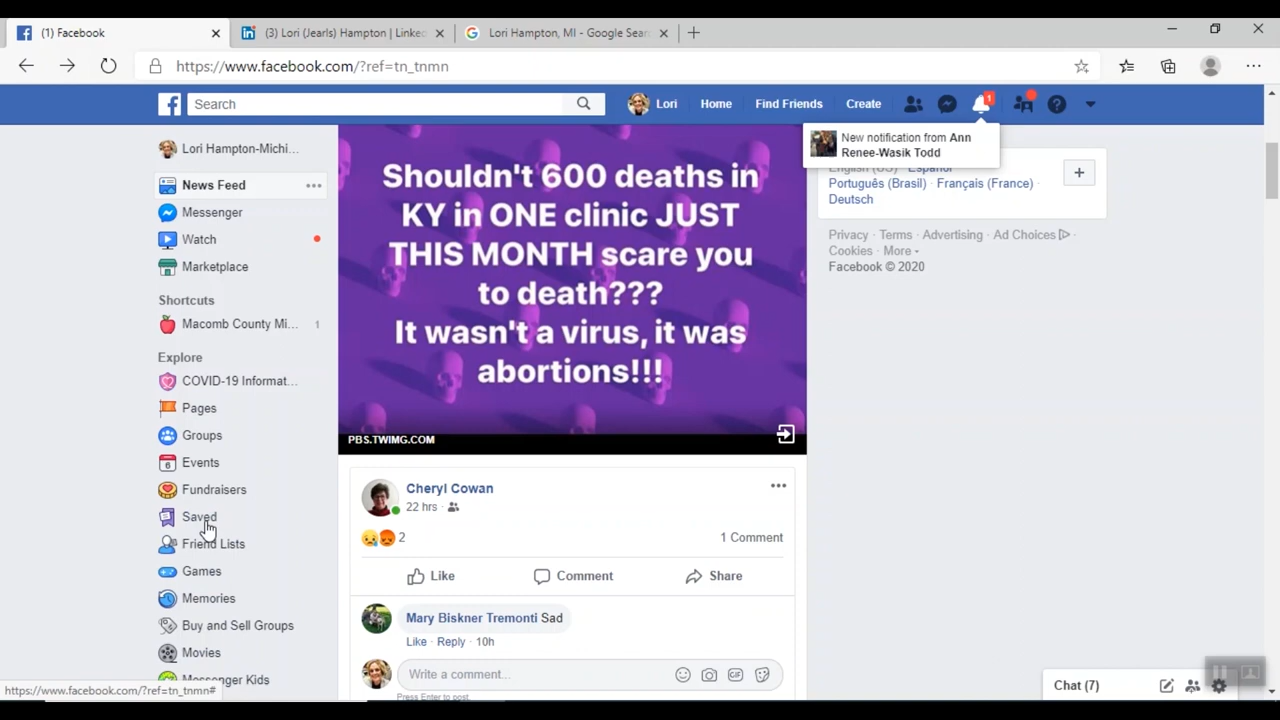 (1) Facebook
(3) Lori (Jearls) Hampton | Linke
Lori Hampton, MI - Google Sear
https://www.facebook.com/?ref=tn_tnmn
Search
Lori
Home
Find Friends
Create
1
New notification from Ann
Renee-Wasik Todd
Lori Hampton-Michi...
News Feed
Messenger
Watch
Marketplace
Shortcuts
Macomb County Mi... 1
Explore
COVID-19 Informat...
Pages
Groups
Events
Fundraisers
Saved
Friend Lists
Games
Memories
Buy and Sell Groups
Movies
Messenger Kids
https://www.facebook.com/?ref=tn_tnmn#
Shouldn't 600 deaths in
KY in ONE clinic JUST
THIS MONTH scare you
to death???
It wasn't a virus, it was
abortions!!!
PBS.TWIMG.COM
Cheryl Cowan
22 hrs ·
2
1 Comment
Like
Comment
Share
Mary Biskner Tremonti Sad
Like · Reply · 10h
Write a comment...
Press Enter to post.
English (US) · Español
Português (Brasil) · Français (France) ·
Deutsch
Privacy · Terms · Advertising · Ad Choices ·
Cookies · More
Facebook © 2020
Chat (7)